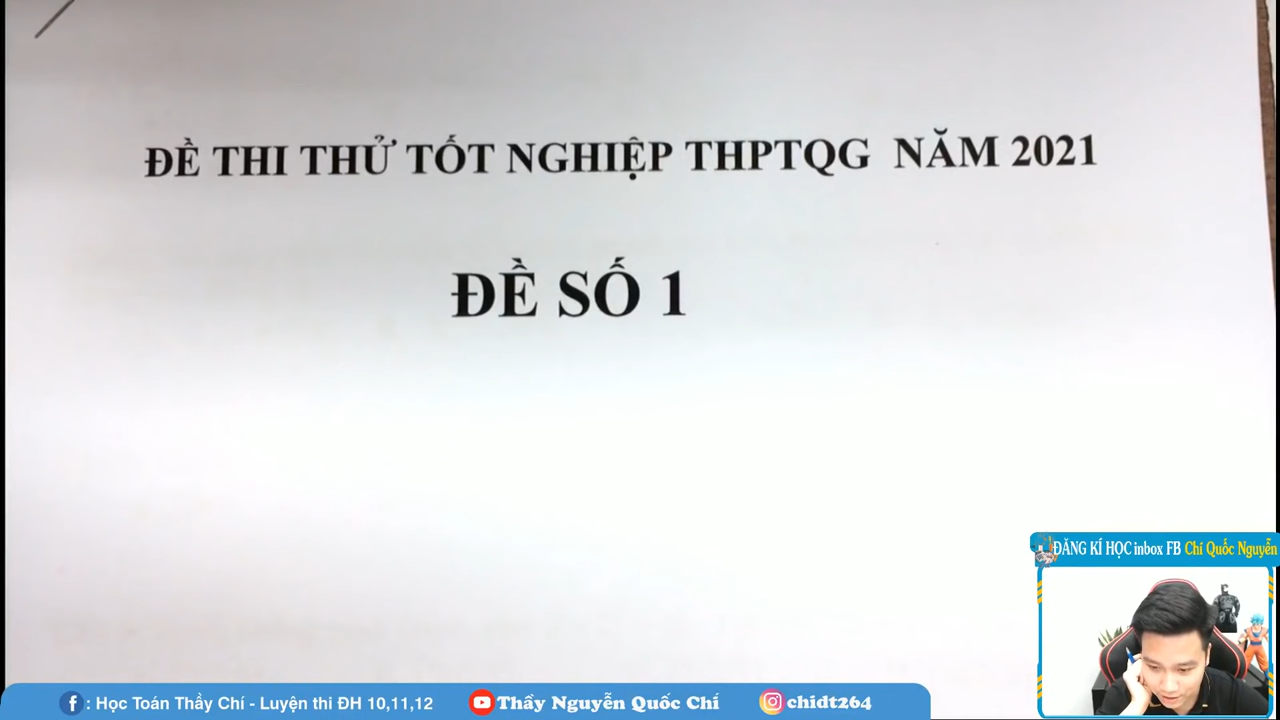 ĐỀ THI THỬ TỐT NGHIỆP THPTQG NĂM 2021
ĐỀ SỐ 1
ĐĂNG KÍ HỌC inbox FB Chí Quốc Nguyễn
: Học Toán Thầy Chí - Luyện thi ĐH 10,11,12
Thầy Nguyễn Quốc Chí
chidt264